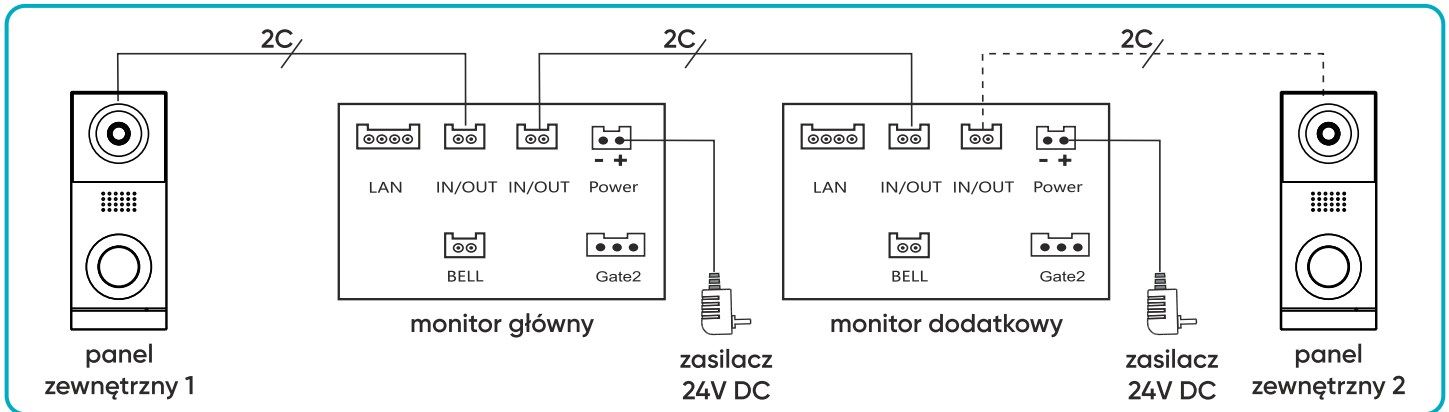 2C
2C
2C
- +
LAN IN/OUT IN/OUT Power
BELL Gate2
monitor główny
- +
LAN IN/OUT IN/OUT Power
BELL Gate2
monitor dodatkowy
panel
zewnętrzny 1
zasilacz
24V DC
zasilacz
24V DC
panel
zewnętrzny 2